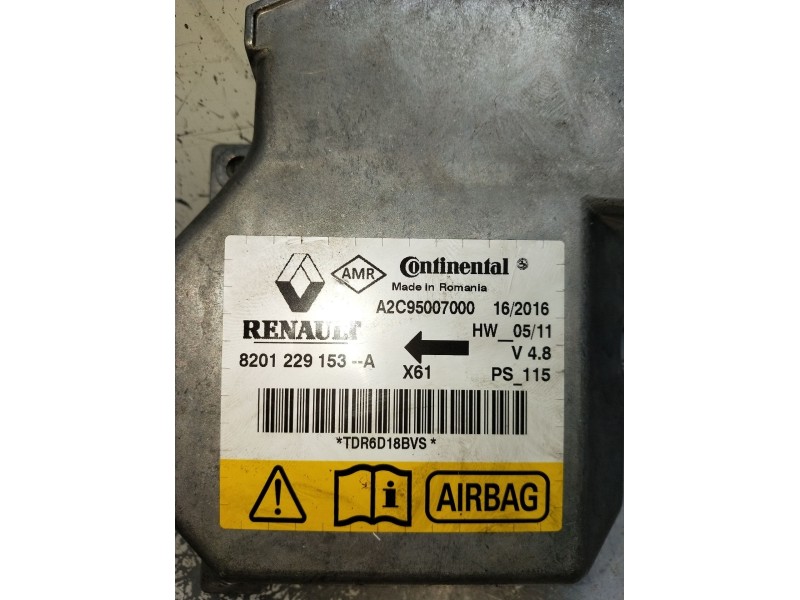 AMR Continental
Made in Romania
A2C95007000 16/2016
RENAULT HW__05/11
8201 229 153--A V 4.8
X61 PS_115
*TDR6D18BVS*
AIRBAG